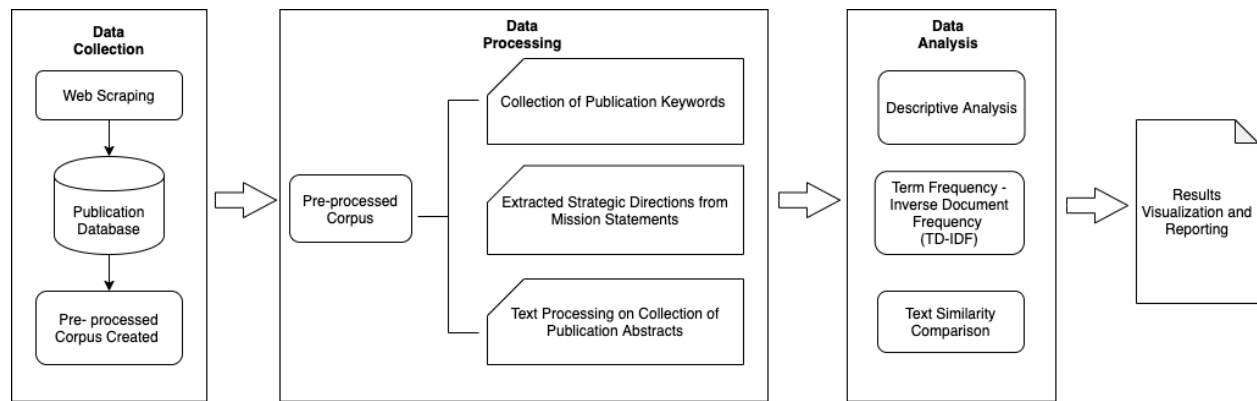 Data
Collection
Web Scraping
Publication
Database
Pre- processed
Corpus Created
Data
Processing
Pre-processed
Corpus
Collection of Publication Keywords
Extracted Strategic Directions from
Mission Statements
Text Processing on Collection of
Publication Abstracts
Data
Analysis
Descriptive Analysis
Term Frequency -
Inverse Document
Frequency
(TD-IDF)
Text Similarity
Comparison
Results
Visualization and
Reporting